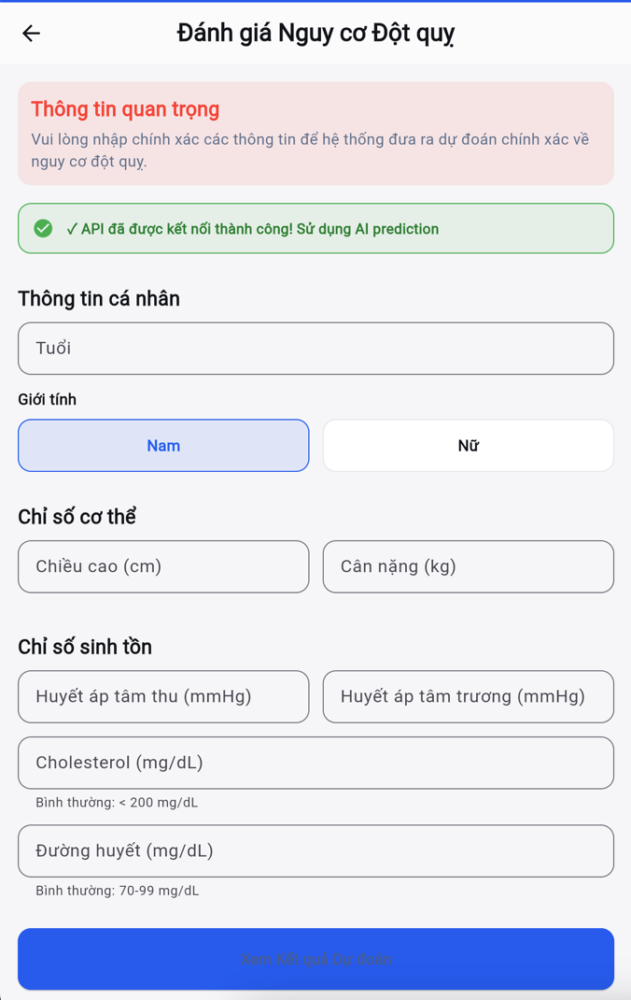 Đánh giá Nguy cơ Đột quỵ
Thông tin quan trọng
Vui lòng nhập chính xác các thông tin để hệ thống đưa ra dự đoán chính xác về
nguy cơ đột quỵ.
✓ API đã được kết nối thành công! Sử dụng AI prediction
Thông tin cá nhân
Tuổi
Giới tính
Nam
Nữ
Chỉ số cơ thể
Chiều cao (cm)
Cân nặng (kg)
Chỉ số sinh tồn
Huyết áp tâm thu (mmHg)
Huyết áp tâm trương (mmHg)
Cholesterol (mg/dL)
Bình thường: < 200 mg/dL
Đường huyết (mg/dL)
Bình thường: 70-99 mg/dL
Xem Kết quả Dự đoán